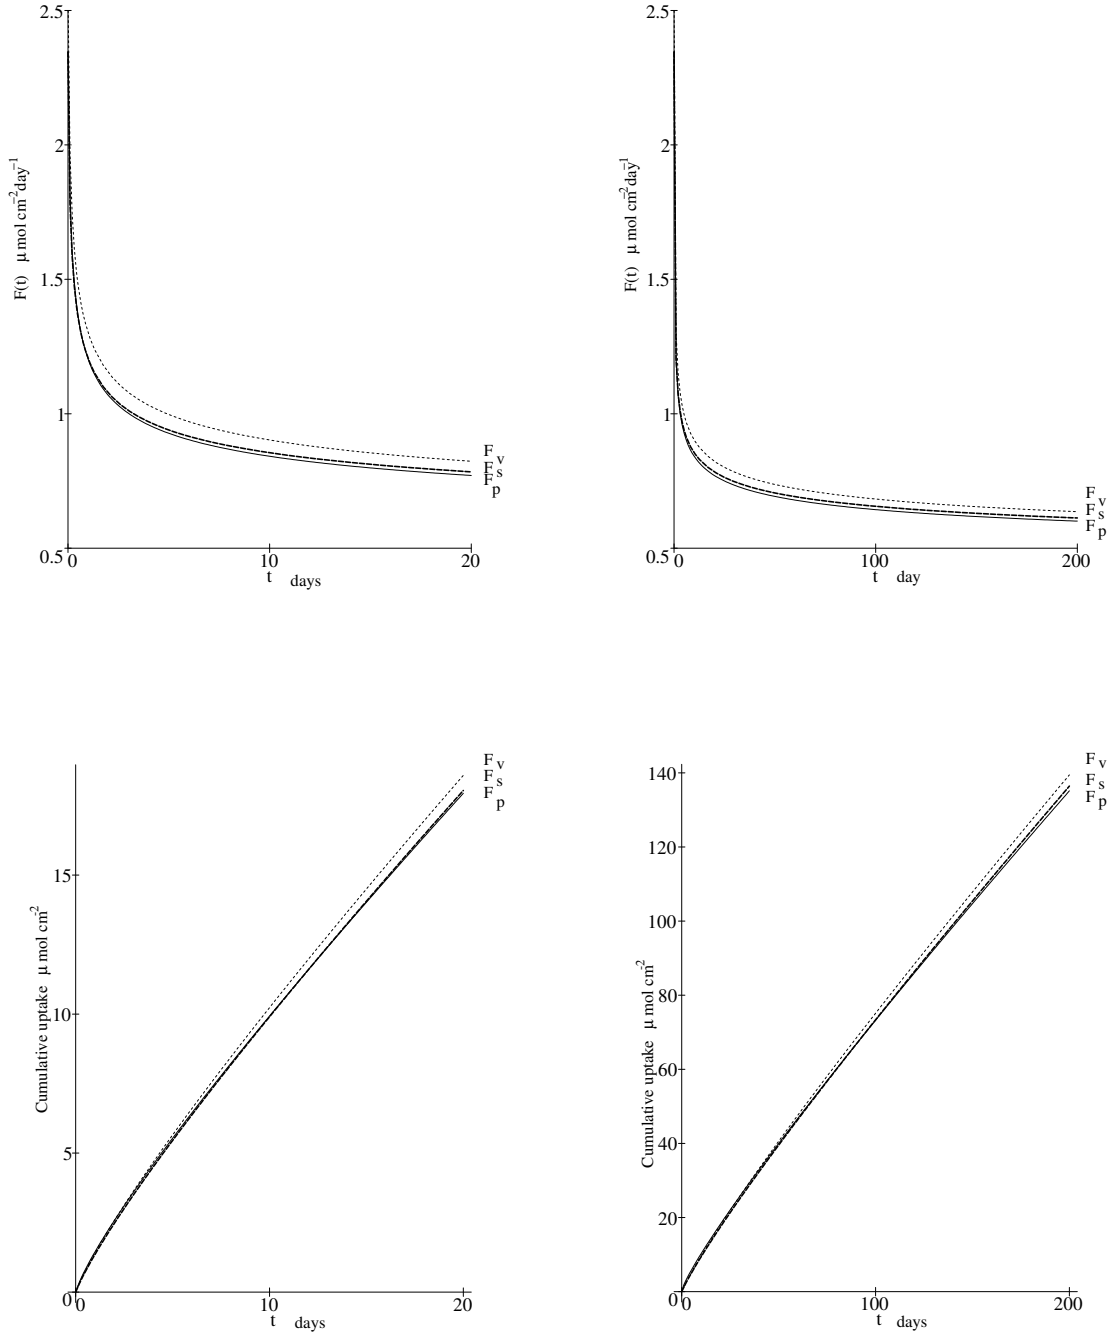 2.5
2
1.5
1
0.5
F(t) μ mol cm⁻² day⁻¹
F v
F s
F p
0
10
20
t days
2.5
2
1.5
1
0.5
F(t) μ mol cm⁻² day⁻¹
F v
F s
F p
0
100
200
t day
15
10
5
0
Cumulative uptake μ mol cm⁻²
F v
F s
F p
0
10
20
t days
140
120
100
80
60
40
20
0
Cumulative uptake μ mol cm⁻²
F v
F s
F p
0
100
200
t days